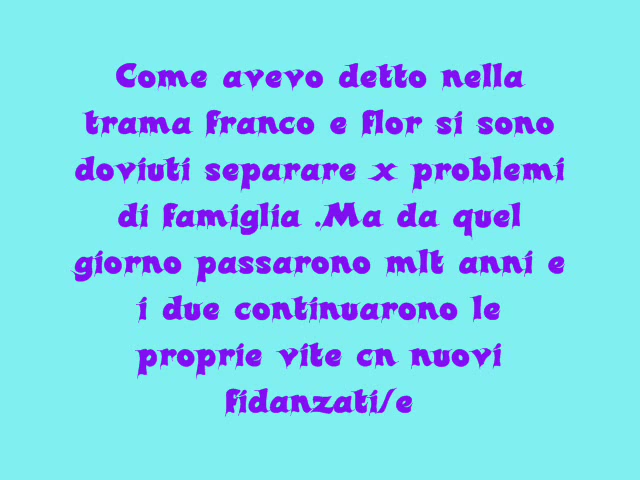 Come avevo detto nella
trama franco e flor si sono
doviuti separare x problemi
di famiglia .Ma da quel
giorno passarono mlt anni e
i due continuarono le
proprie vite cn nuovi
fidanzati/e